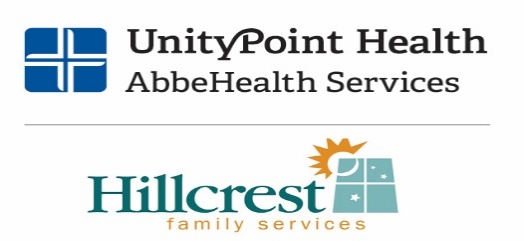 UnityPoint Health
AbbeHealth Services
Hillcrest
family services